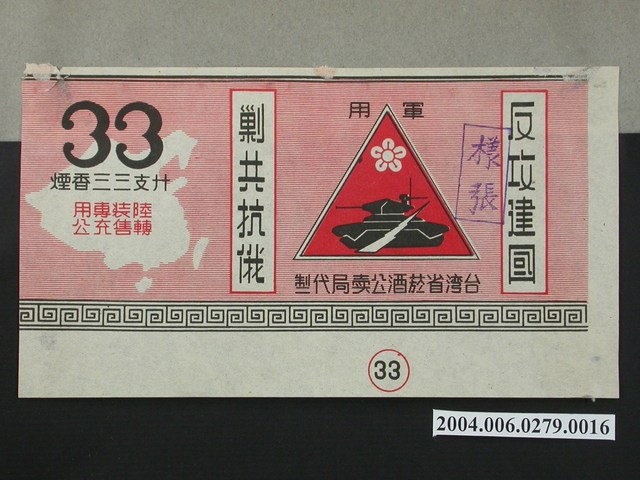 33
廿支三三香煙
陸裝專用
轉售充公
剿共抗俄
軍用
台湾省菸酒公卖局代製
反攻建國
樣張
33
2004.006.0279.0016